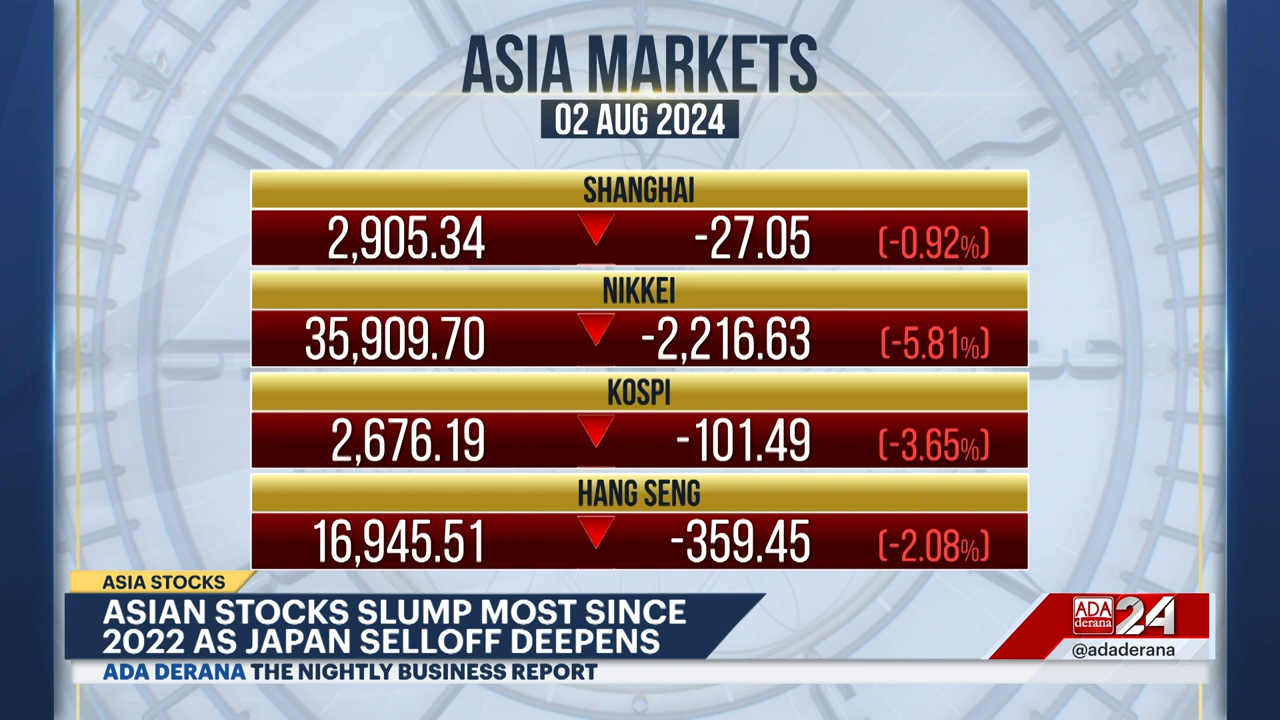 ASIA MARKETS
02 AUG 2024
SHANGHAI
2,905.34 -27.05 (-0.92%)
NIKKEI
35,909.70 -2,216.63 (-5.81%)
KOSPI
2,676.19 -101.49 (-3.65%)
HANG SENG
16,945.51 -359.45 (-2.08%)
ASIA STOCKS
ASIAN STOCKS SLUMP MOST SINCE
2022 AS JAPAN SELLOFF DEEPENS
ADA DERANA THE NIGHTLY BUSINESS REPORT
ADA
derana 24
@adaderana